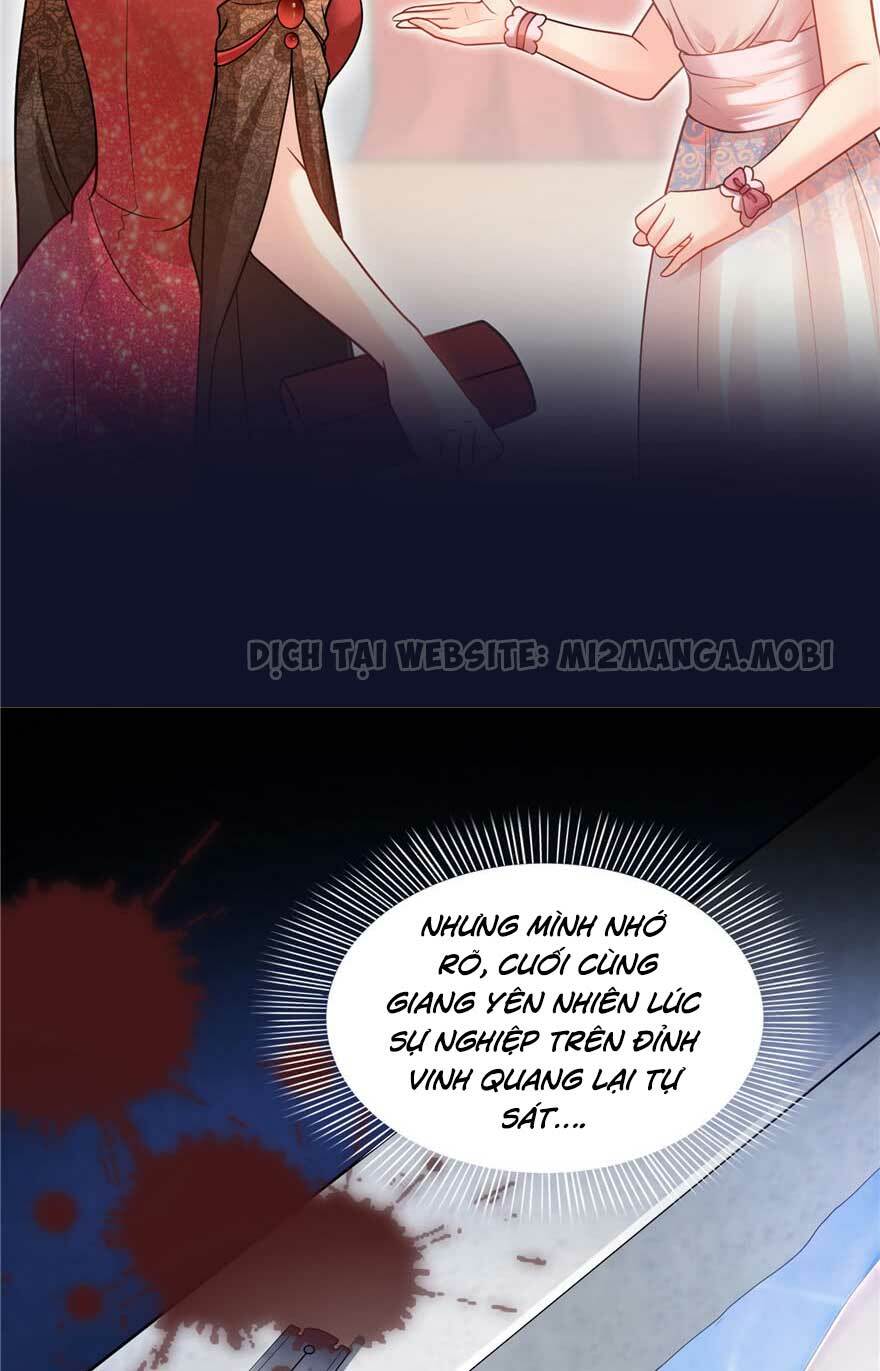 DỊCH TẠI WEBSITE: MI2MANGA.MOBI
NHƯNG MÌNH NHỚ
RÕ, CUỐI CÙNG
GIANG YÊN NHIÊN LÚC
SỰ NGHIỆP TRÊN ĐỈNH
VINH QUANG LẠI TỰ
SÁT....